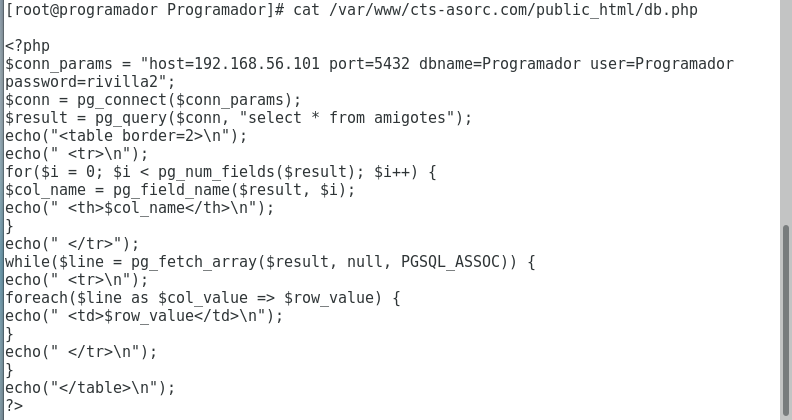 [root@programador Programador]# cat /var/www/cts-asorc.com/public_html/db.php
<?php
$conn_params = "host=192.168.56.101 port=5432 dbname=Programador user=Programador
password=rivilla2";
$conn = pg_connect($conn_params);
$result = pg_query($conn, "select * from amigotes");
echo("<table border=2>\n");
echo(" <tr>\n");
for($i = 0; $i < pg_num_fields($result); $i++) {
$col_name = pg_field_name($result, $i);
echo(" <th>$col_name</th>\n");
}
echo(" </tr>");
while($line = pg_fetch_array($result, null, PGSQL_ASSOC)) {
echo(" <tr>\n");
foreach($line as $col_value => $row_value) {
echo(" <td>$row_value</td>\n");
}
echo(" </tr>\n");
}
echo("</table>\n");
?>